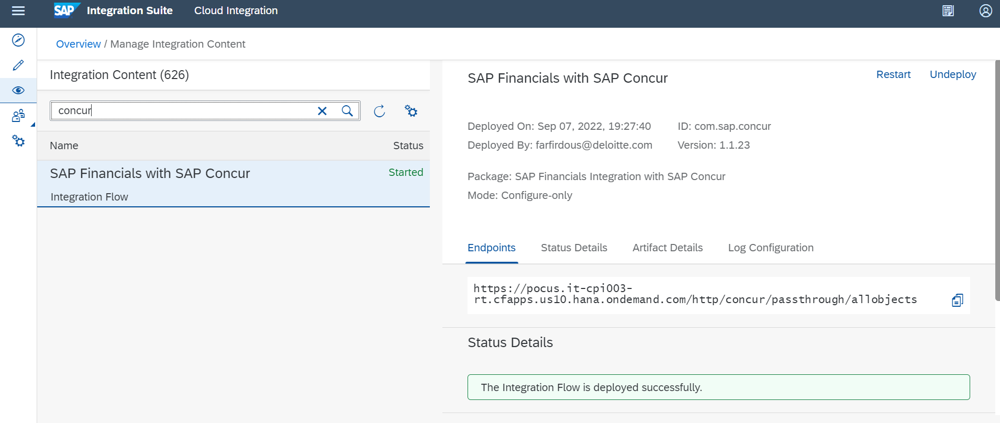 SAP Integration Suite Cloud Integration
Overview / Manage Integration Content
Integration Content (626)
concur
Name Status
SAP Financials with SAP Concur Started
Integration Flow
SAP Financials with SAP Concur Restart Undeploy
Deployed On: Sep 07, 2022, 19:27:40 ID: com.sap.concur
Deployed By: farfirdous@deloitte.com Version: 1.1.23
Package: SAP Financials Integration with SAP Concur
Mode: Configure-only
Endpoints Status Details Artifact Details Log Configuration
https://pocus.it-cpi003-
rt.cfapps.us10.hana.ondemand.com/http/concur/passthrough/allobjects
Status Details
The Integration Flow is deployed successfully.